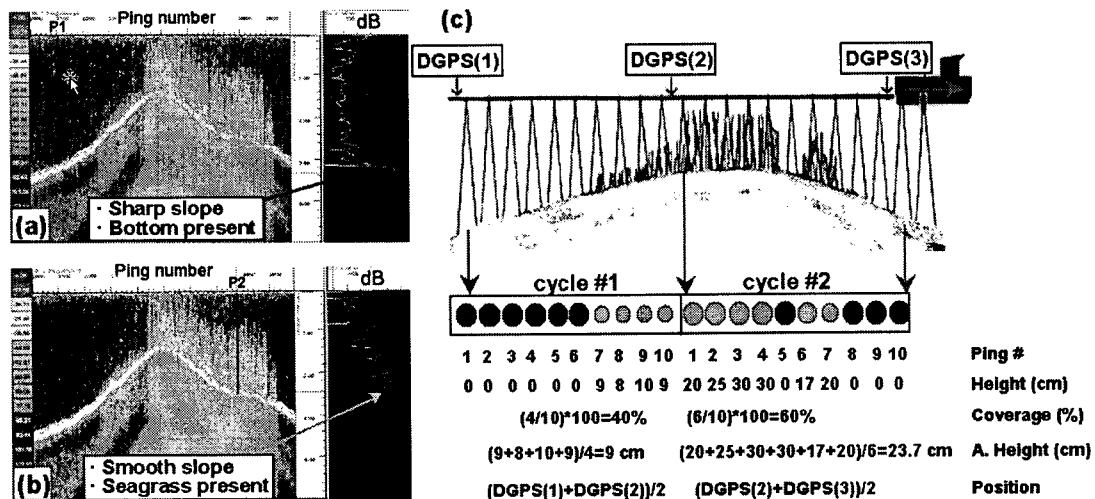 Ping number
P1
dB
(a)
· Sharp slope
· Bottom present
Ping number
P2
dB
(b)
· Smooth slope
· Seagrass present
(c)
DGPS(1) DGPS(2) DGPS(3)
cycle #1 cycle #2
1 2 3 4 5 6 7 8 9 10 1 2 3 4 5 6 7 8 9 10 Ping #
0 0 0 0 0 0 9 8 10 9 20 25 30 30 0 17 20 0 0 0 Height (cm)
(4/10)*100=40% (6/10)*100=60% Coverage (%)
(9+8+10+9)/4=9 cm (20+25+30+30+17+20)/6=23.7 cm A. Height (cm)
(DGPS(1)+DGPS(2))/2 (DGPS(2)+DGPS(3))/2 Position